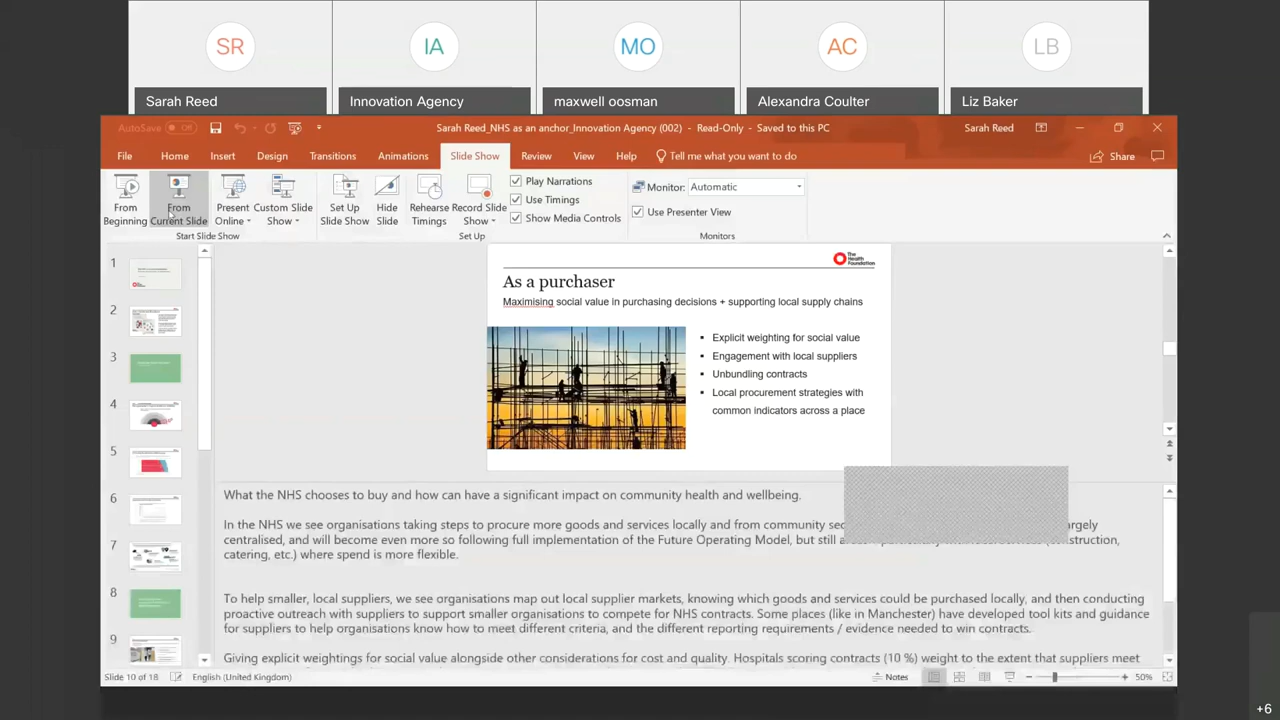 SR
IA
MO
AC
LB
Sarah Reed
Innovation Agency
maxwell oosman
Alexandra Coulter
Liz Baker
AutoSave Off
Sarah Reed_NHS as an anchor_Innovation Agency (002) - Read-Only - Saved to this PC
Sarah Reed
File Home Insert Design Transitions Animations Slide Show Review View Help Tell me what you want to do Share
From Beginning
From Current Slide
Present Online
Custom Slide Show
Start Slide Show
Set Up Slide Show
Hide Slide
Rehearse Timings
Record Slide Show
Play Narrations
Use Timings
Show Media Controls
Set Up
Monitor: Automatic
Use Presenter View
Monitors
1
2
3
4
5
6
7
8
9
The Health Foundation
As a purchaser
Maximising social value in purchasing decisions + supporting local supply chains
▪ Explicit weighting for social value
▪ Engagement with local suppliers
▪ Unbundling contracts
▪ Local procurement strategies with
common indicators across a place
What the NHS chooses to buy and how can have a significant impact on community health and wellbeing.
In the NHS we see organisations taking steps to procure more goods and services locally and from community
centralised, and will become even more so following full implementation of the Future Operating Model, but still
catering, etc.) where spend is more flexible.
To help smaller, local suppliers, we see organisations map out local supplier markets, knowing which goods and services could be purchased locally, and then conducting
proactive outreach with suppliers to support smaller organisations to compete for NHS contracts. Some places (like in Manchester) have developed tool kits and guidance
for suppliers to help organisations know how to meet different criteria, and the different reporting requirements / evidence needed to win contracts.
Giving explicit weightings for social value alongside other considerations for cost and quality. Hospitals scoring contracts (10 %) weight to the extent that suppliers meet
Slide 10 of 18
English (United Kingdom)
Notes
50%
+6